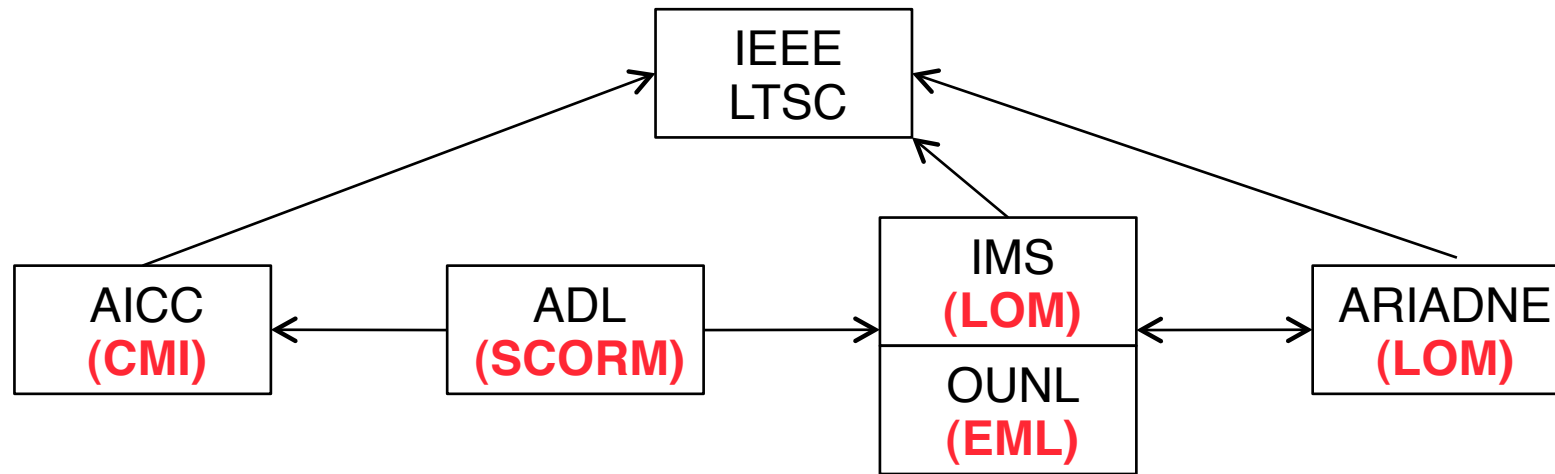 IEEE
LTSC
AICC
(CMI)
ADL
(SCORM)
IMS
(LOM)
OUNL
(EML)
ARIADNE
(LOM)